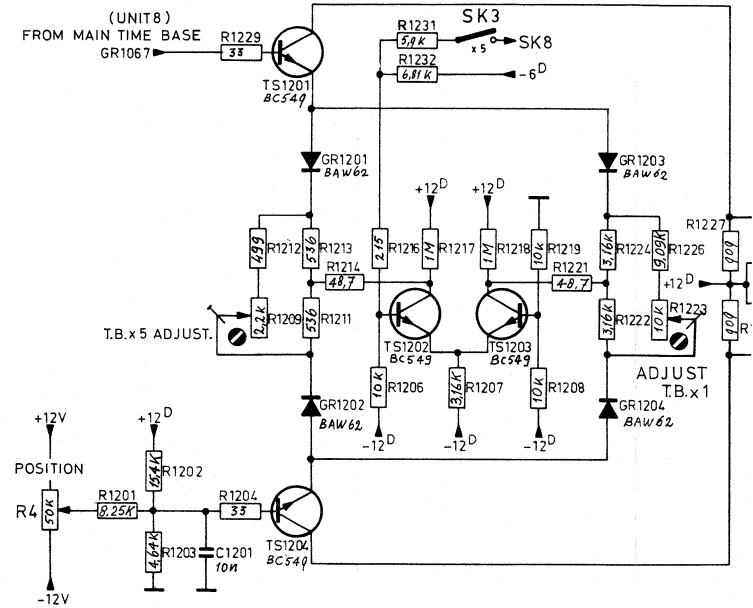 (UNIT 8)
FROM MAIN TIME BASE
GR1067
R1229
33
TS1201
BC549
R1231
5,9K
SK3
x5
SK8
R1232
6,81K
-6D
GR1201
BAW62
GR1203
BAW62
+12D
+12D
499
R1212
536
R1213
215
R1216
1M
R1217
1M
R1218
10K
R1219
3,16K
R1224
9,09K
R1226
R1227
909
R1214
48,7
R1221
48,7
+12D
T.B.x5 ADJUST.
2,2K
R1209
536
R1211
TS1202
BC549
TS1203
BC549
3,16K
R1222
10K
R1223
909
ADJUST
T.B.x1
10K
R1206
3,16K
R1207
10K
R1208
-12D
-12D
-12D
GR1202
BAW62
GR1204
BAW62
+12V
+12D
POSITION
R4
50K
-12V
R1201
8,25K
15,4K
R1202
4,64K
R1203
C1201
10n
R1204
33
TS1204
BC549